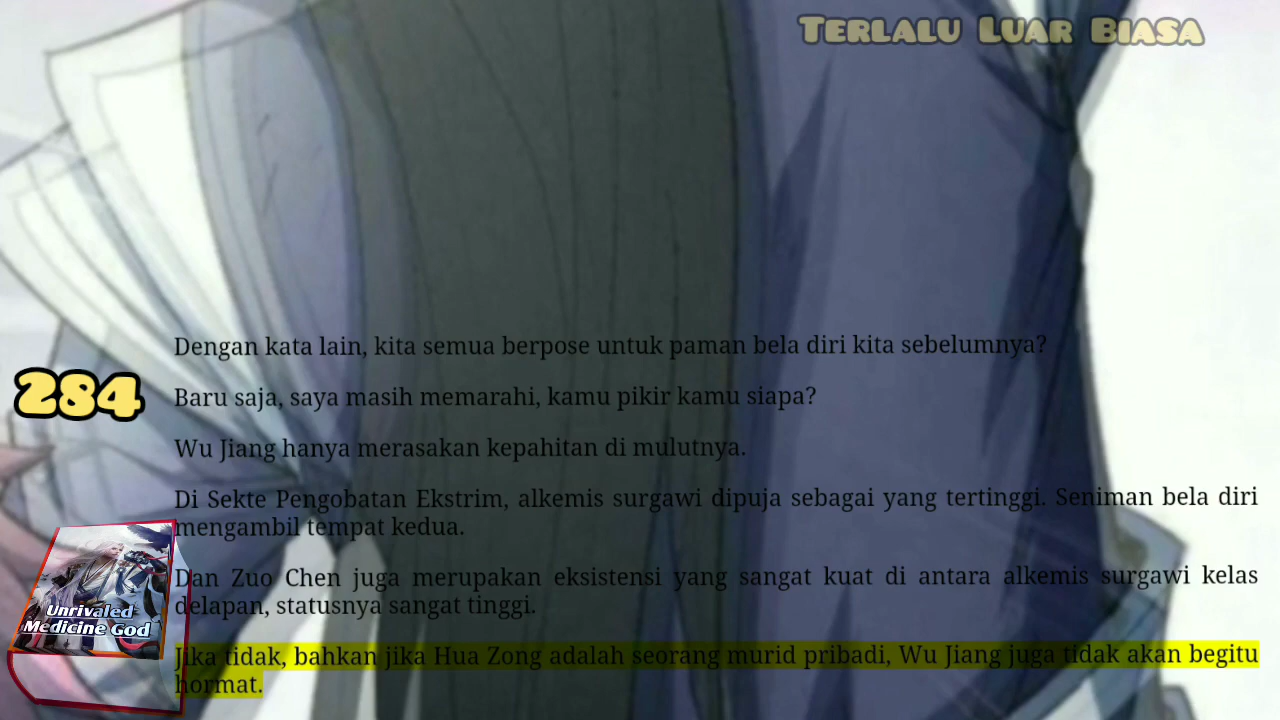 Terlalu Luar Biasa
Dengan kata lain, kita semua berpose untuk paman bela diri kita sebelumnya?
284
Baru saja, saya masih memarahi, kamu pikir kamu siapa?
Wu Jiang hanya merasakan kepahitan di mulutnya.
Di Sekte Pengobatan Ekstrim, alkemis surgawi dipuja sebagai yang tertinggi. Seniman bela diri
mengambil tempat kedua.
Dan Zuo Chen juga merupakan eksistensi yang sangat kuat di antara alkemis surgawi kelas
delapan, statusnya sangat tinggi.
Unrivaled
Medicine God
Jika tidak, bahkan jika Hua Zong adalah seorang murid pribadi, Wu Jiang juga tidak akan begitu
hormat.